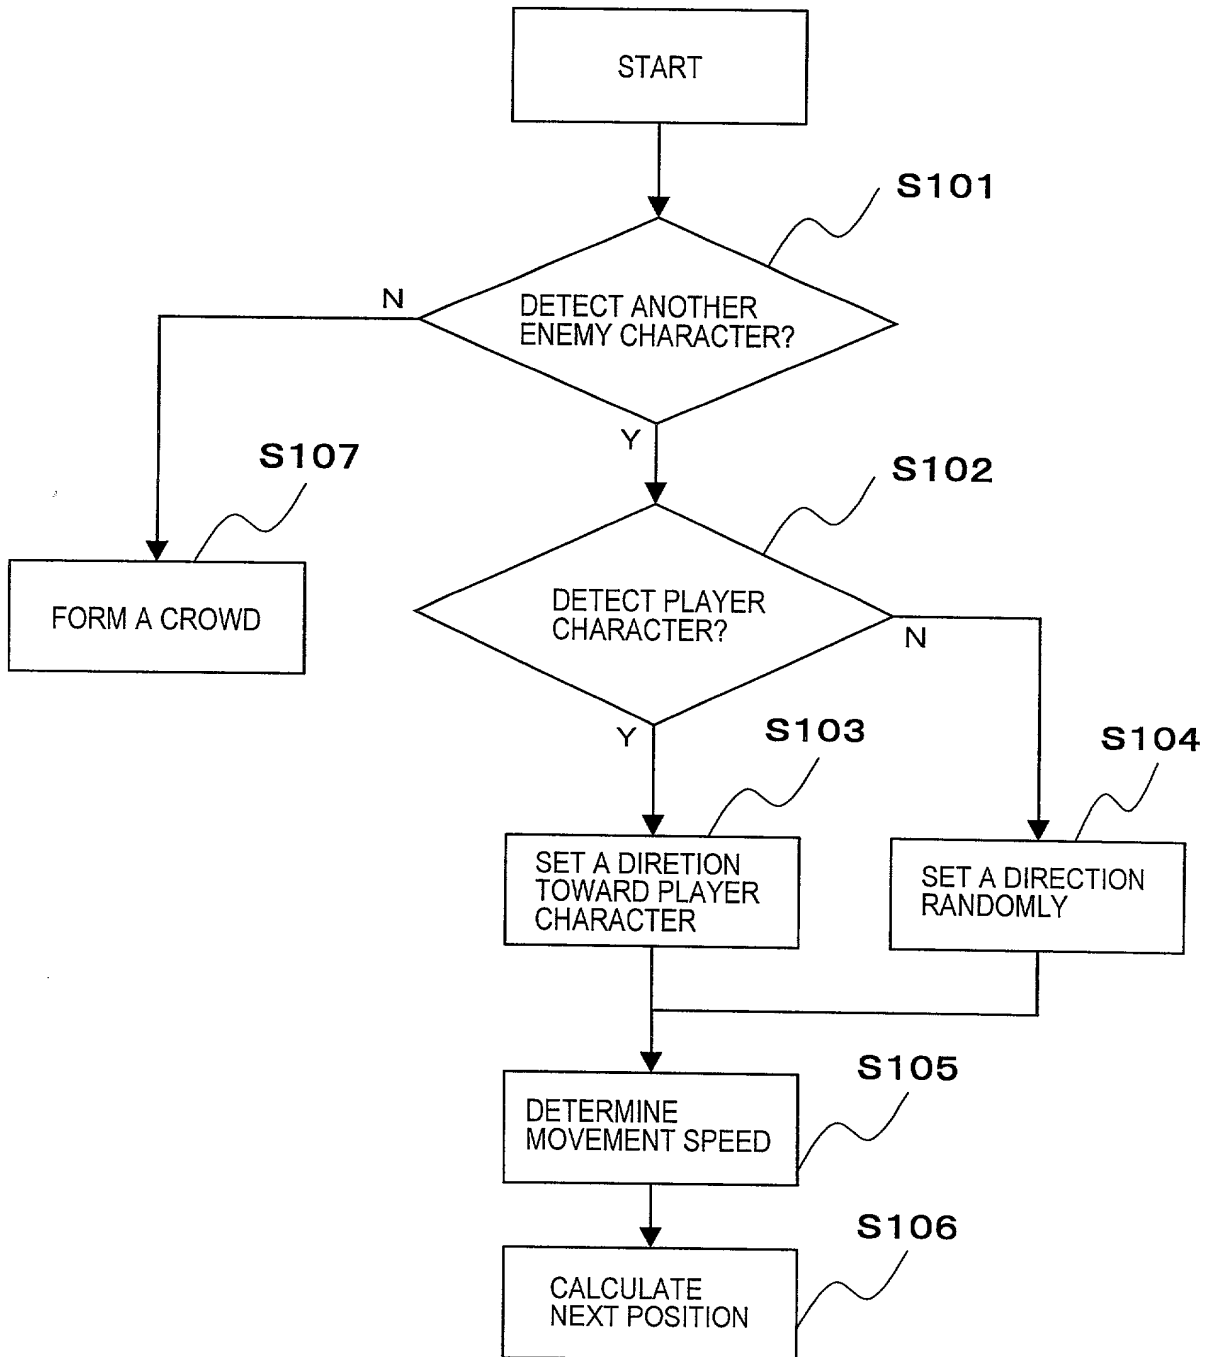 START
S101
N
DETECT ANOTHER
ENEMY CHARACTER?
Y
S107
S102
FORM A CROWD
DETECT PLAYER
CHARACTER?
N
Y
S103
S104
SET A DIRETION
TOWARD PLAYER
CHARACTER
SET A DIRECTION
RANDOMLY
S105
DETERMINE
MOVEMENT SPEED
S106
CALCULATE
NEXT POSITION